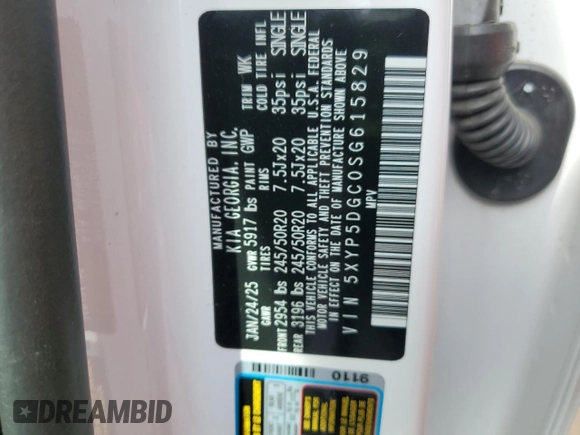 MANUFACTURED BY
KIA GEORGIA, INC.
JAN/24/25 GVWR 5917 lbs PAINT GWP TRIM WK
GAWR TIRES RIMS COLD TIRE INFL
FRONT 2954 lbs 245/50R20 7.5Jx20 35psi SINGLE
REAR 3196 lbs 245/50R20 7.5Jx20 35psi SINGLE
THIS VEHICLE CONFORMS TO ALL APPLICABLE U.S.A. FEDERAL
MOTOR VEHICLE SAFETY AND THEFT PREVENTION STANDARDS
IN EFFECT ON THE DATE OF MANUFACTURE SHOWN ABOVE
VIN 5XYP5DGC0SG615829
MPV
9110
DREAMBID